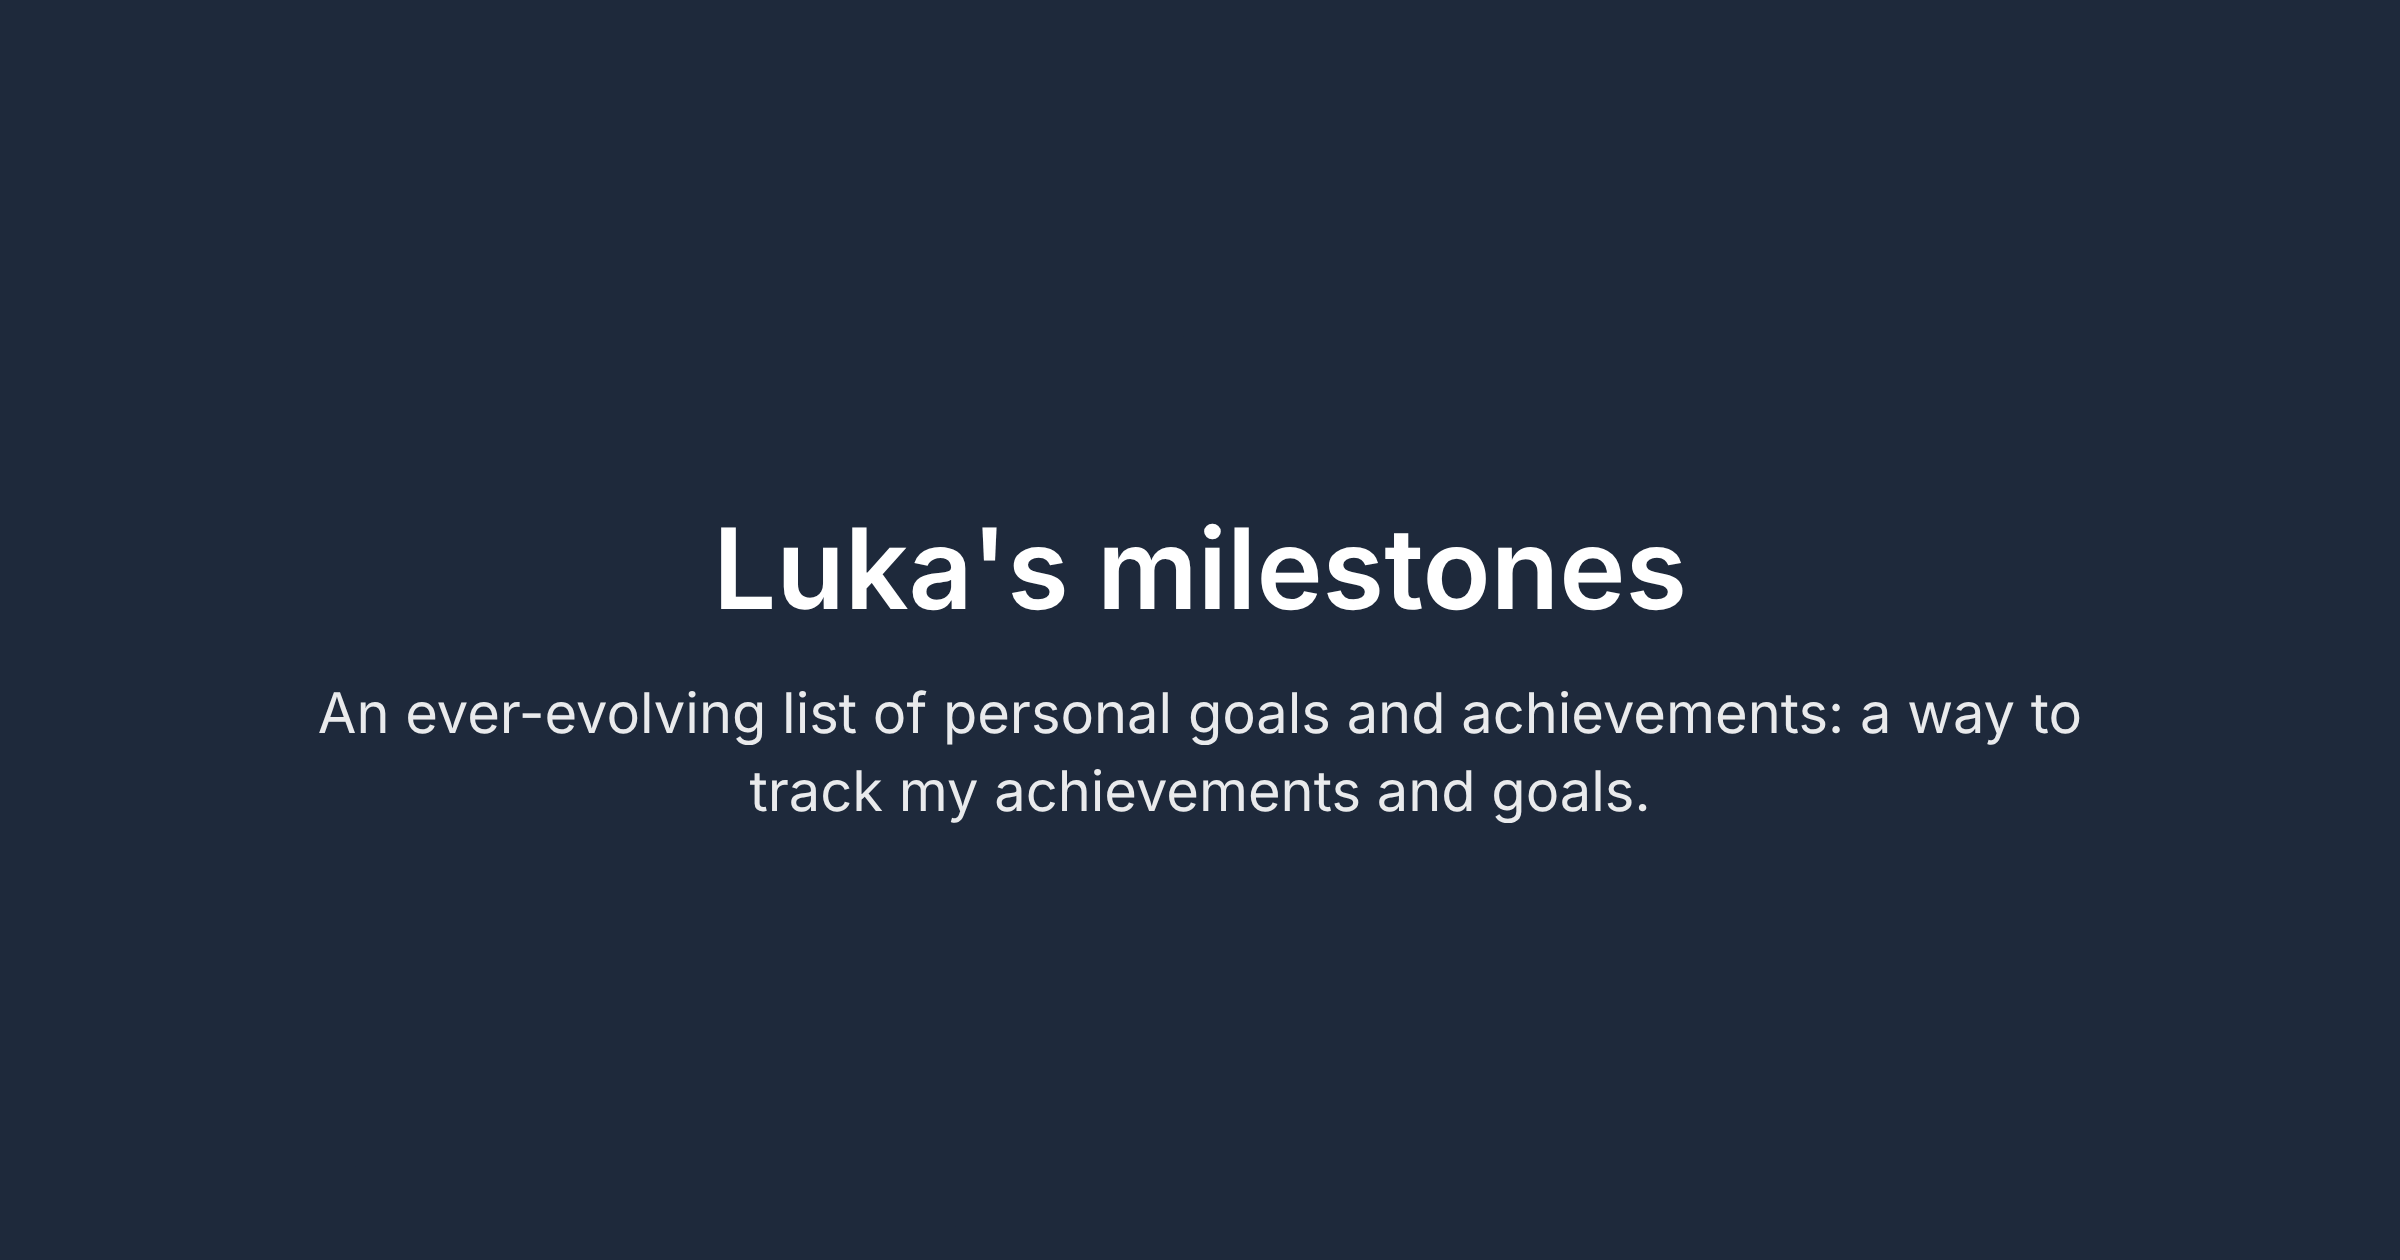 Luka's milestones
An ever-evolving list of personal goals and achievements: a way to
track my achievements and goals.